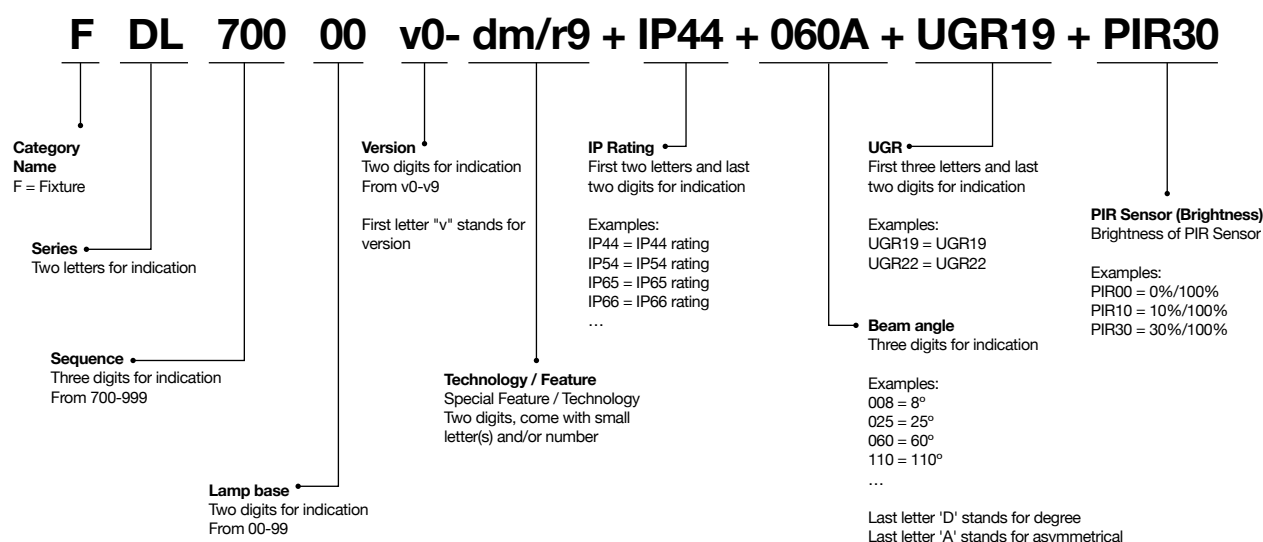 F DL 700 00 v0- dm/r9 + IP44 + 060A + UGR19 + PIR30
Category
Name
F = Fixture
Series
Two letters for indication
Sequence
Three digits for indication
From 700-999
Lamp base
Two digits for indication
From 00-99
Version
Two digits for indication
From v0-v9
First letter "v" stands for
version
Technology / Feature
Special Feature / Technology
Two digits, come with small
letter(s) and/or number
IP Rating
First two letters and last
two digits for indication
Examples:
IP44 = IP44 rating
IP54 = IP54 rating
IP65 = IP65 rating
IP66 = IP66 rating
…
UGR
First three letters and last
two digits for indication
Examples:
UGR19 = UGR19
UGR22 = UGR22
Beam angle
Three digits for indication
Examples:
008 = 8º
025 = 25º
060 = 60º
110 = 110º
…
Last letter 'D' stands for degree
Last letter 'A' stands for asymmetrical
PIR Sensor (Brightness)
Brightness of PIR Sensor
Examples:
PIR00 = 0%/100%
PIR10 = 10%/100%
PIR30 = 30%/100%